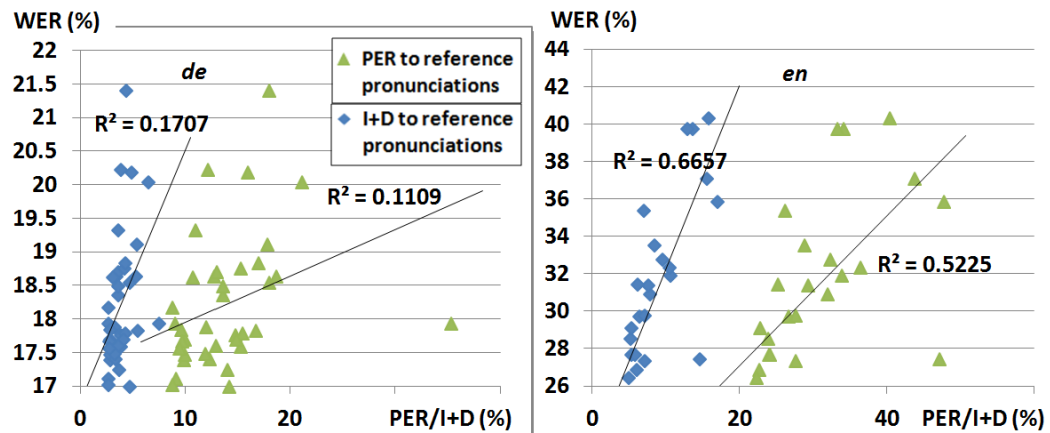 WER (%)
22
21.5
21
20.5
20
19.5
19
18.5
18
17.5
17
0
10
20
PER/I+D (%)
de
R² = 0.1707
R² = 0.1109
PER to reference
pronunciations
I+D to reference
pronunciations
WER (%)
44
42
40
38
36
34
32
30
28
26
0
20
40
PER/I+D (%)
en
R² = 0.6657
R² = 0.5225